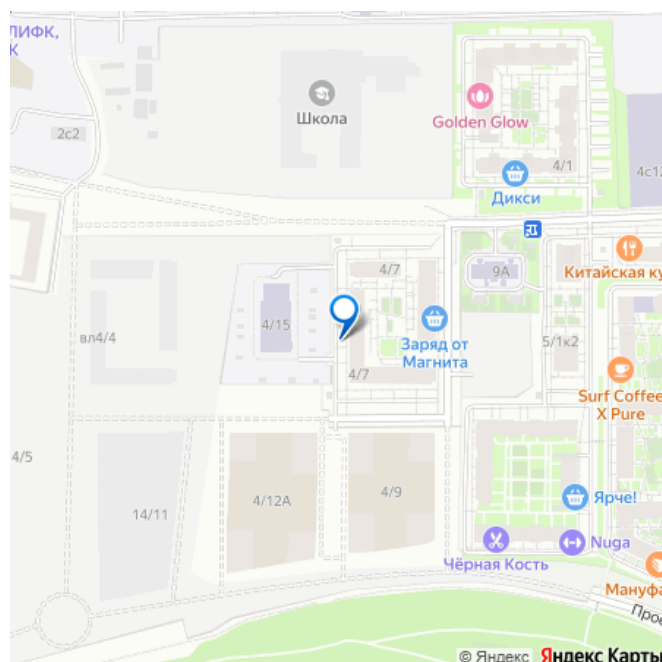 ЛИФК,
К
Школа
2с2
Golden Glow
4/1
Дикси
4с12
9А
Китайская ку
4/7
4/15
Заряд от
Магнита
вл4/4
5/1к2
4/7
Surf Coffee
X Pure
4/5
14/11
4/12А
4/9
Ярче!
Nuga
Чёрная Кость
Мануфа
Прое
© Яндекс Яндекс Карты